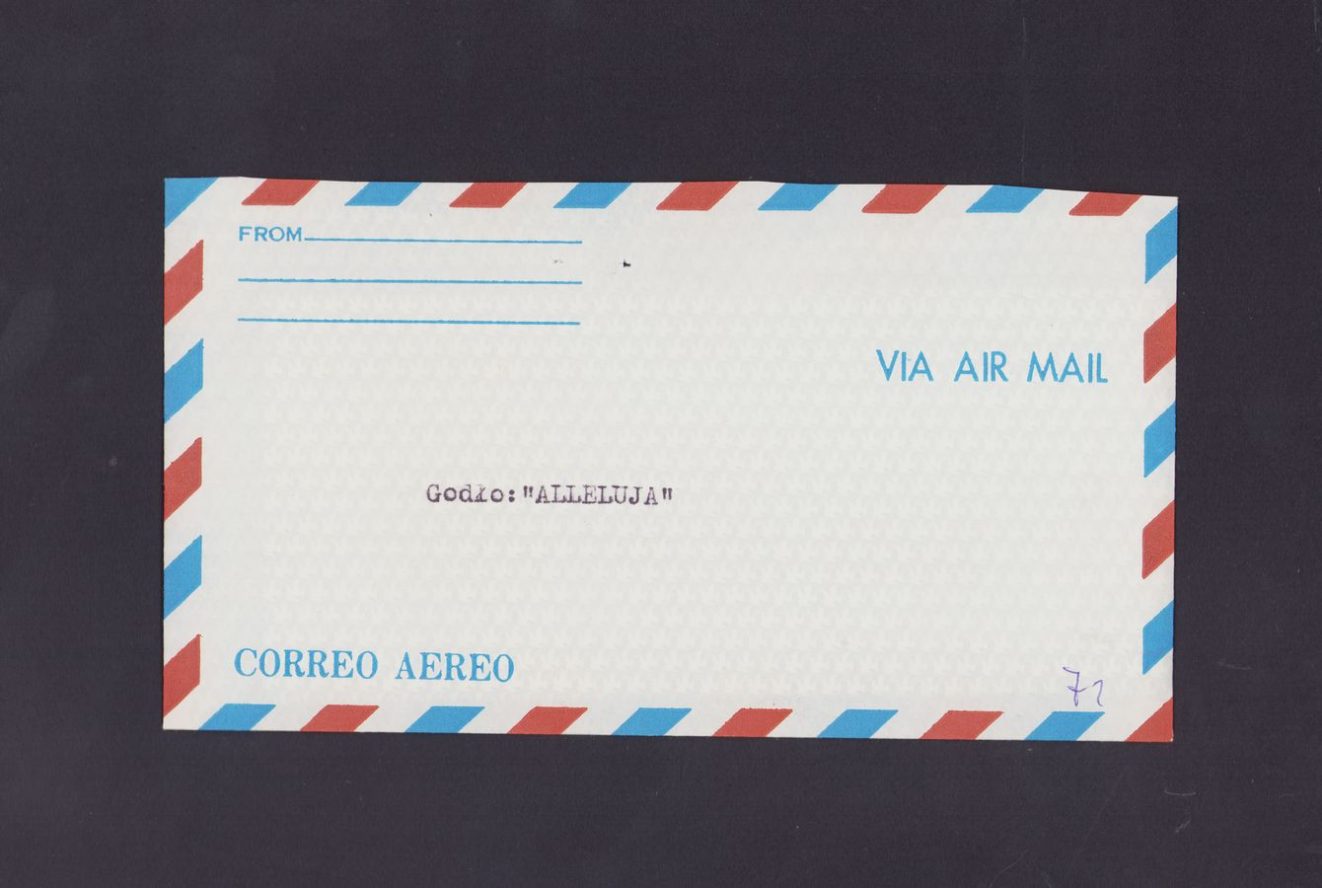 FROM
VIA AIR MAIL
Godło:"ALLELUJA"
CORREO AEREO
71